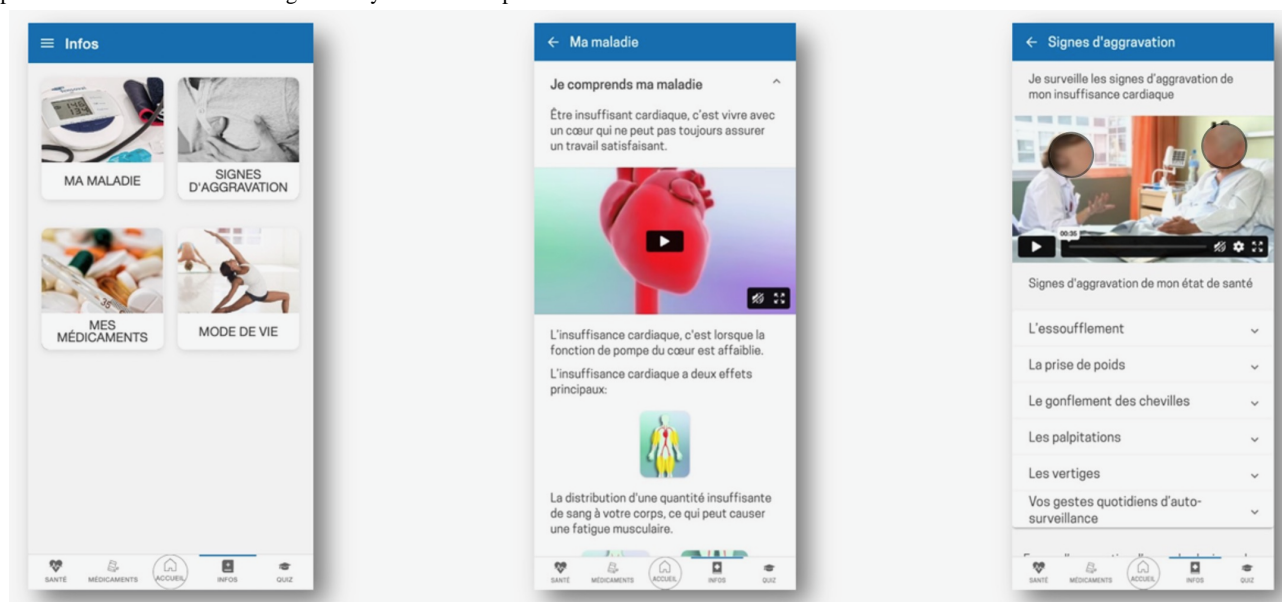 Infos
MA MALADIE
SIGNES
D'AGGRAVATION
MES
MÉDICAMENTS
MODE DE VIE
SANTÉ
MÉDICAMENTS
ACCUEIL
INFOS
QUIZ
Ma maladie
Je comprends ma maladie
Être insuffisant cardiaque, c'est vivre avec
un cœur qui ne peut pas toujours assurer
un travail satisfaisant.
L'insuffisance cardiaque, c'est lorsque la
fonction de pompe du cœur est affaiblie.
L'insuffisance cardiaque a deux effets
principaux:
La distribution d'une quantité insuffisante
de sang à votre corps, ce qui peut causer
une fatigue musculaire.
SANTÉ
MÉDICAMENTS
ACCUEIL
INFOS
QUIZ
Signes d'aggravation
Je surveille les signes d'aggravation de
mon insuffisance cardiaque
00:35
Signes d'aggravation de mon état de santé
L'essoufflement
La prise de poids
Le gonflement des chevilles
Les palpitations
Les vertiges
Vos gestes quotidiens d'auto-
surveillance
SANTÉ
MÉDICAMENTS
ACCUEIL
INFOS
QUIZ